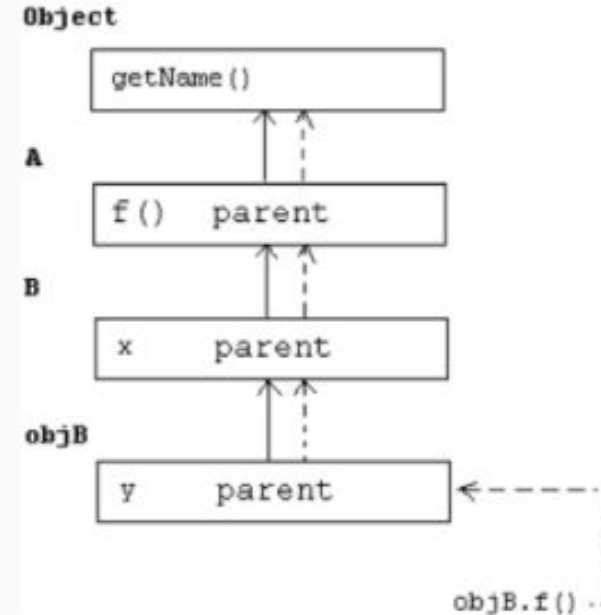 Object
getName()
A
f() parent
B
x parent
objB
y parent
objB.f()